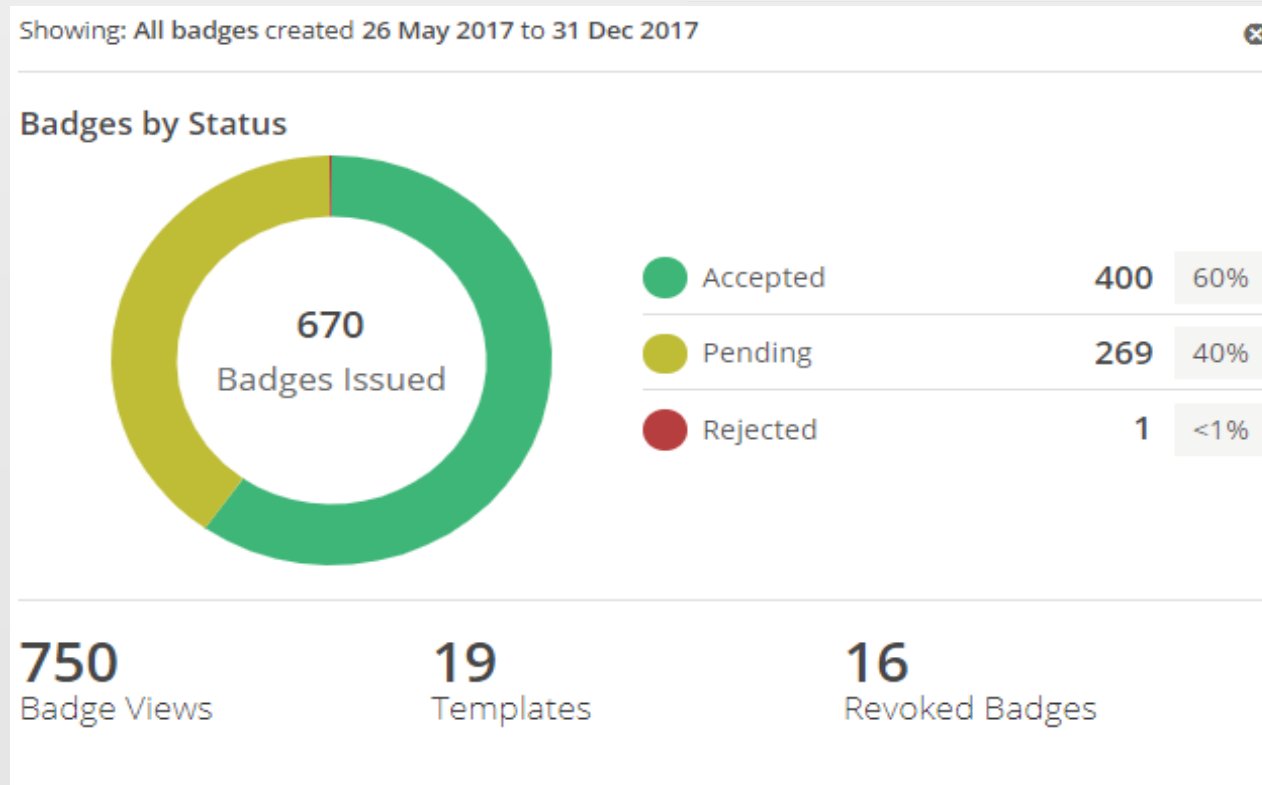 Showing: All badges created 26 May 2017 to 31 Dec 2017
Badges by Status
670
Badges Issued
Accepted 400 60%
Pending 269 40%
Rejected 1 <1%
750 19 16
Badge Views Templates Revoked Badges